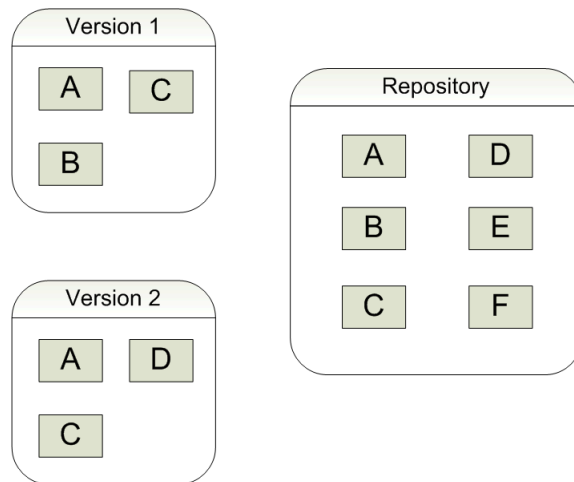 Version 1
A C
B
Repository
A D
B E
C F
Version 2
A D
C